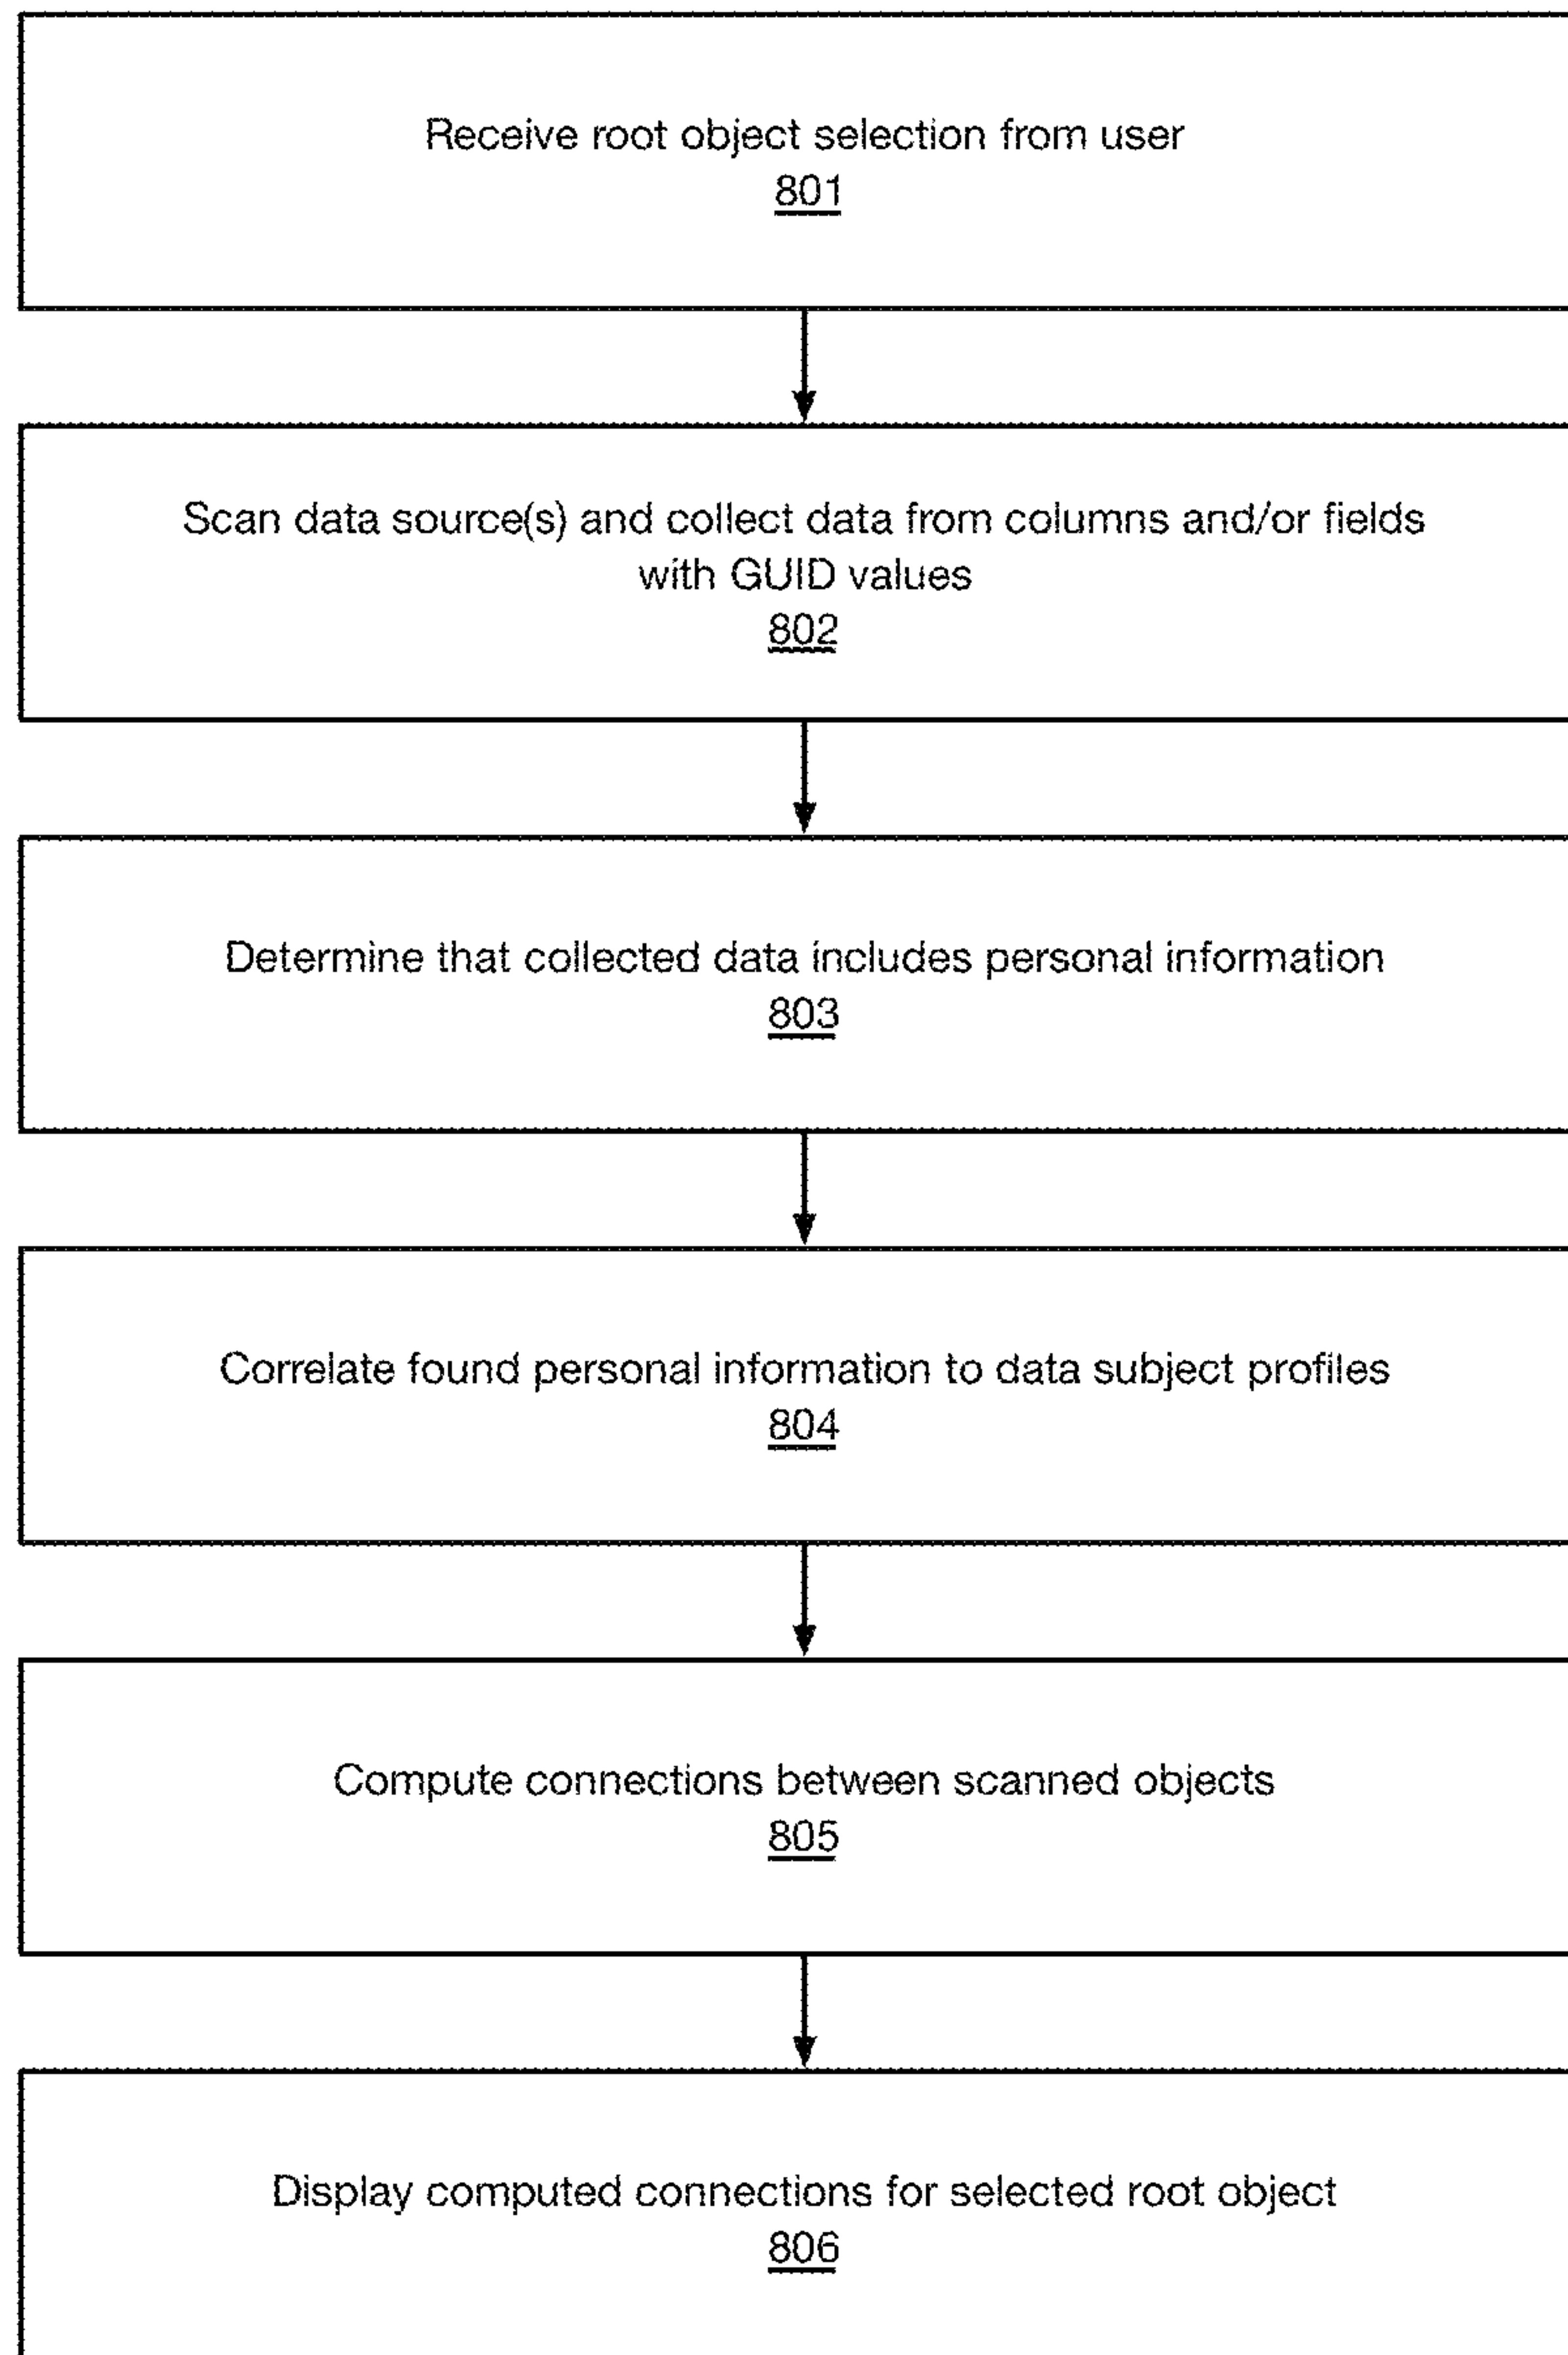 Receive root object selection from user
801
Scan data source(s) and collect data from columns and/or fields
with GUID values
802
Determine that collected data includes personal information
803
Correlate found personal information to data subject profiles
804
Compute connections between scanned objects
805
Display computed connections for selected root object
806